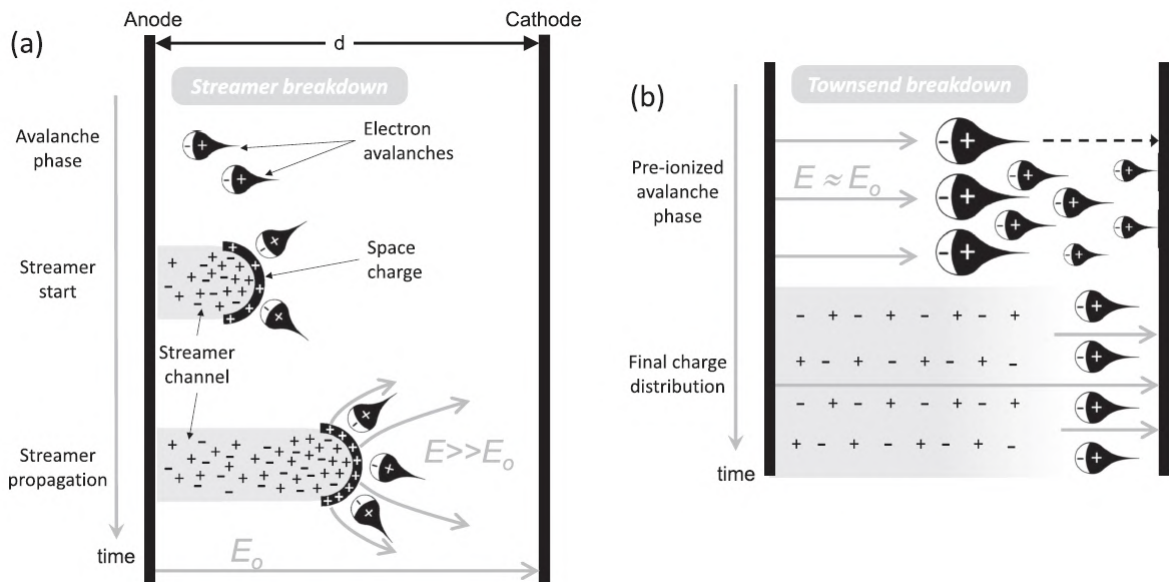 Anode
Cathode
(a)
d
Streamer breakdown
Avalanche
phase
Electron
avalanches
Streamer
start
Space
charge
Streamer
channel
Streamer
propagation
E>>Eo
time
Eo
(b)
Townsend breakdown
Pre-ionized
avalanche
phase
E ≈ Eo
Final charge
distribution
- + - + - + - +
+ - + - + - + -
- + - + - + - +
+ - + - + - + -
time